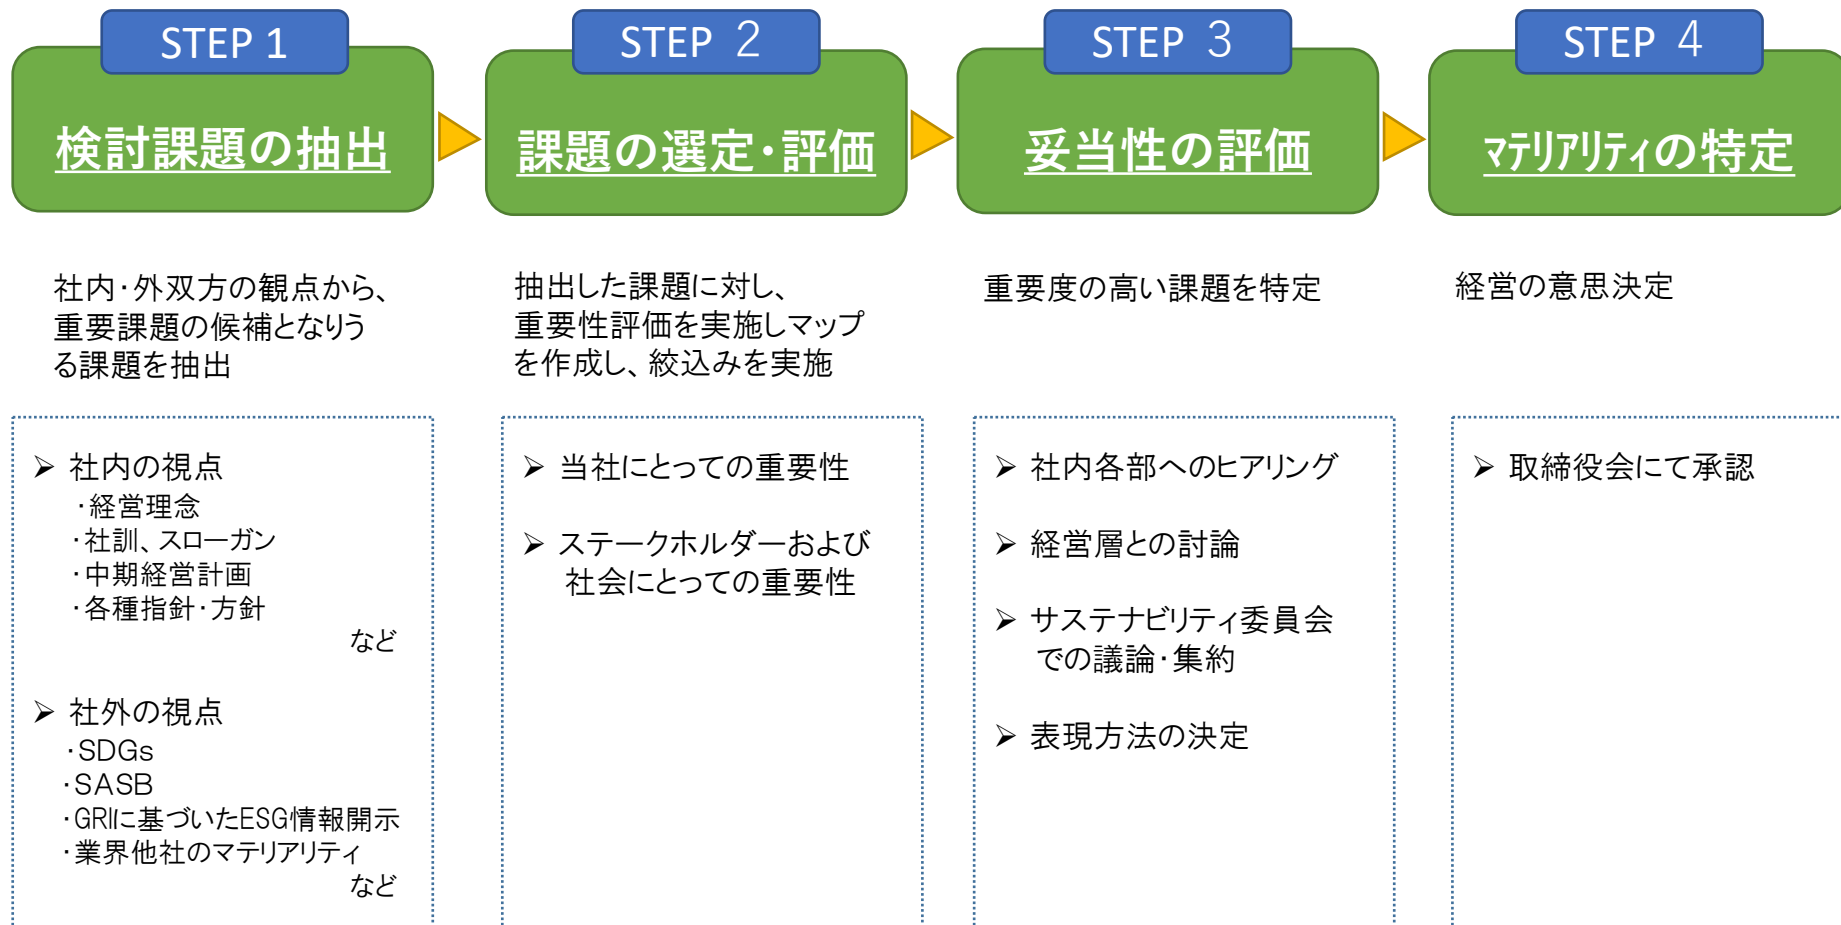 STEP 1
検討課題の抽出
社内・外双方の観点から、
重要課題の候補となりう
る課題を抽出
➢ 社内の視点
・経営理念
・社訓、スローガン
・中期経営計画
・各種指針・方針
など
➢ 社外の視点
・SDGs
・SASB
・GRIに基づいたESG情報開示
・業界他社のマテリアリティ
など
STEP 2
課題の選定・評価
抽出した課題に対し、
重要性評価を実施しマップ
を作成し、絞込みを実施
➢ 当社にとっての重要性
➢ ステークホルダーおよび
社会にとっての重要性
STEP 3
妥当性の評価
重要度の高い課題を特定
➢ 社内各部へのヒアリング
➢ 経営層との討論
➢ サステナビリティ委員会
での議論・集約
➢ 表現方法の決定
STEP 4
マテリアリティの特定
経営の意思決定
➢ 取締役会にて承認